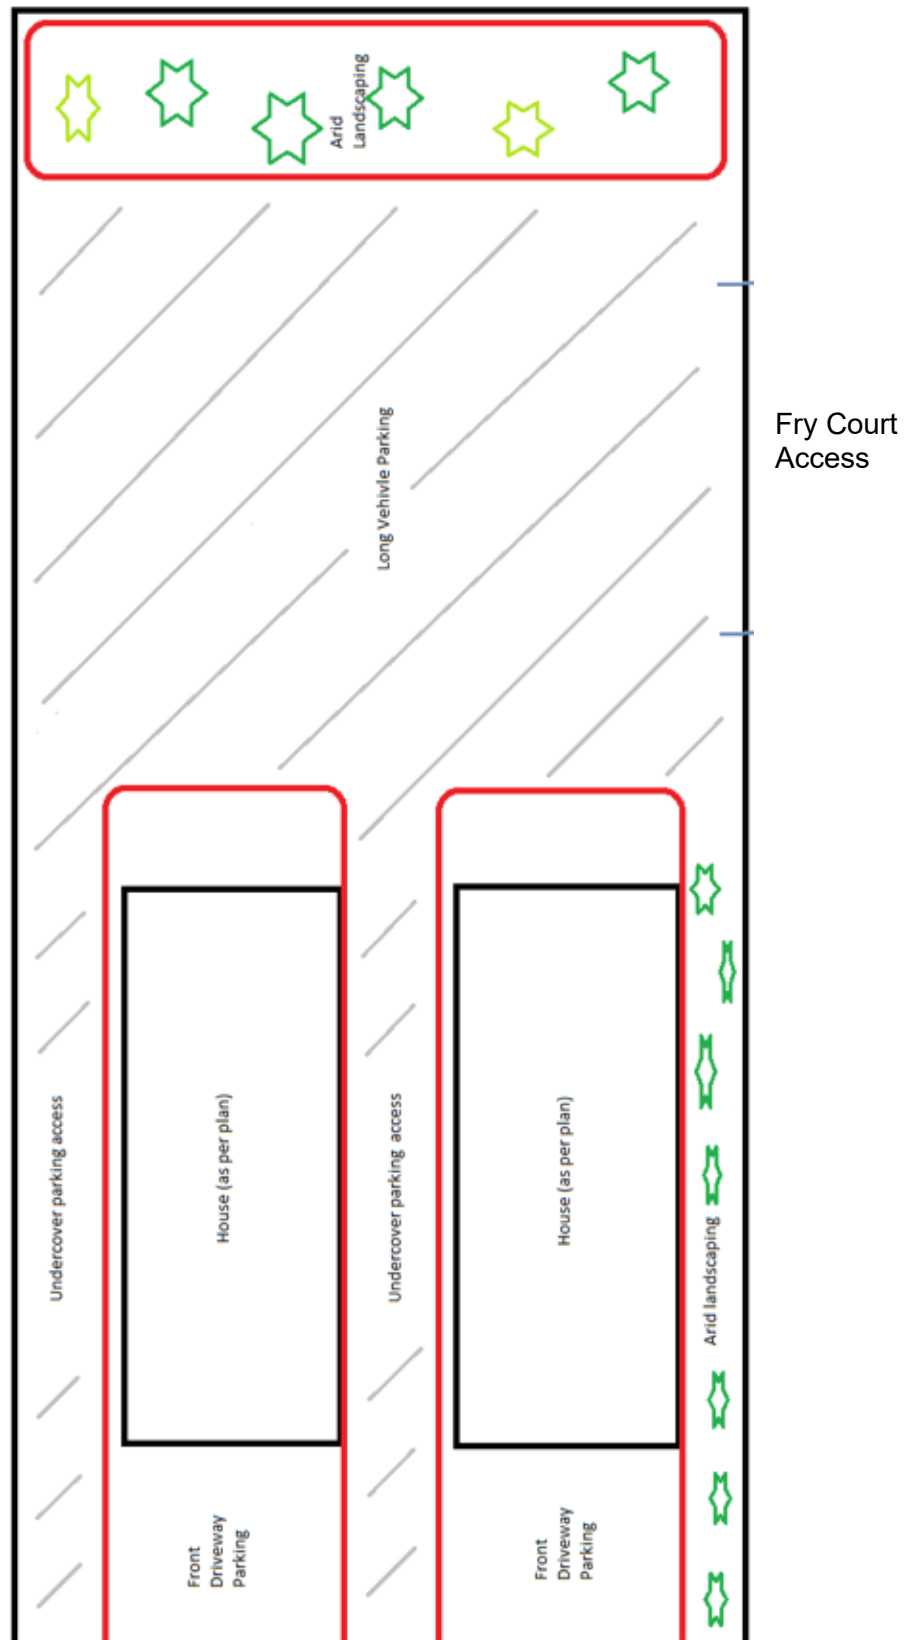 Arid
Landscaping
Fry Court
Access
Long Vehivle Parking
Undercover parking access
House (as per plan)
Undercover parking access
House (as per plan)
Arid landscaping
Front
Driveway
Parking
Front
Driveway
Parking